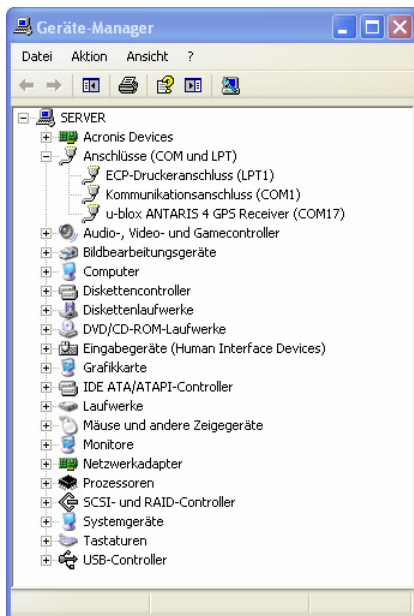 Geräte-Manager
Datei Aktion Ansicht ?
SERVER
Acronis Devices
Anschlüsse (COM und LPT)
ECP-Druckeranschluss (LPT1)
Kommunikationsanschluss (COM1)
u-blox ANTARIS 4 GPS Receiver (COM17)
Audio-, Video- und Gamecontroller
Bildbearbeitungsgeräte
Computer
Diskettencontroller
Diskettenlaufwerke
DVD/CD-ROM-Laufwerke
Eingabegeräte (Human Interface Devices)
Grafikkarte
IDE ATA/ATAPI-Controller
Laufwerke
Mäuse und andere Zeigegeräte
Monitore
Netzwerkadapter
Prozessoren
SCSI- und RAID-Controller
Systemgeräte
Tastaturen
USB-Controller